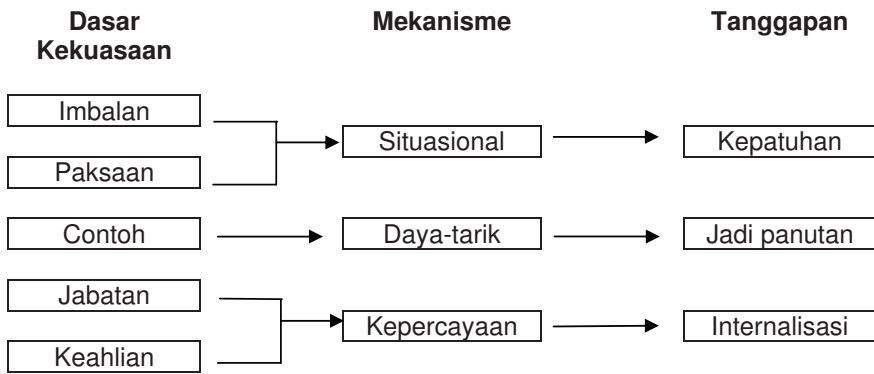 Dasar
Kekuasaan
Mekanisme
Tanggapan
Imbalan
Paksaan
Situasional
Kepatuhan
Contoh
Daya-tarik
Jadi panutan
Jabatan
Keahlian
Kepercayaan
Internalisasi